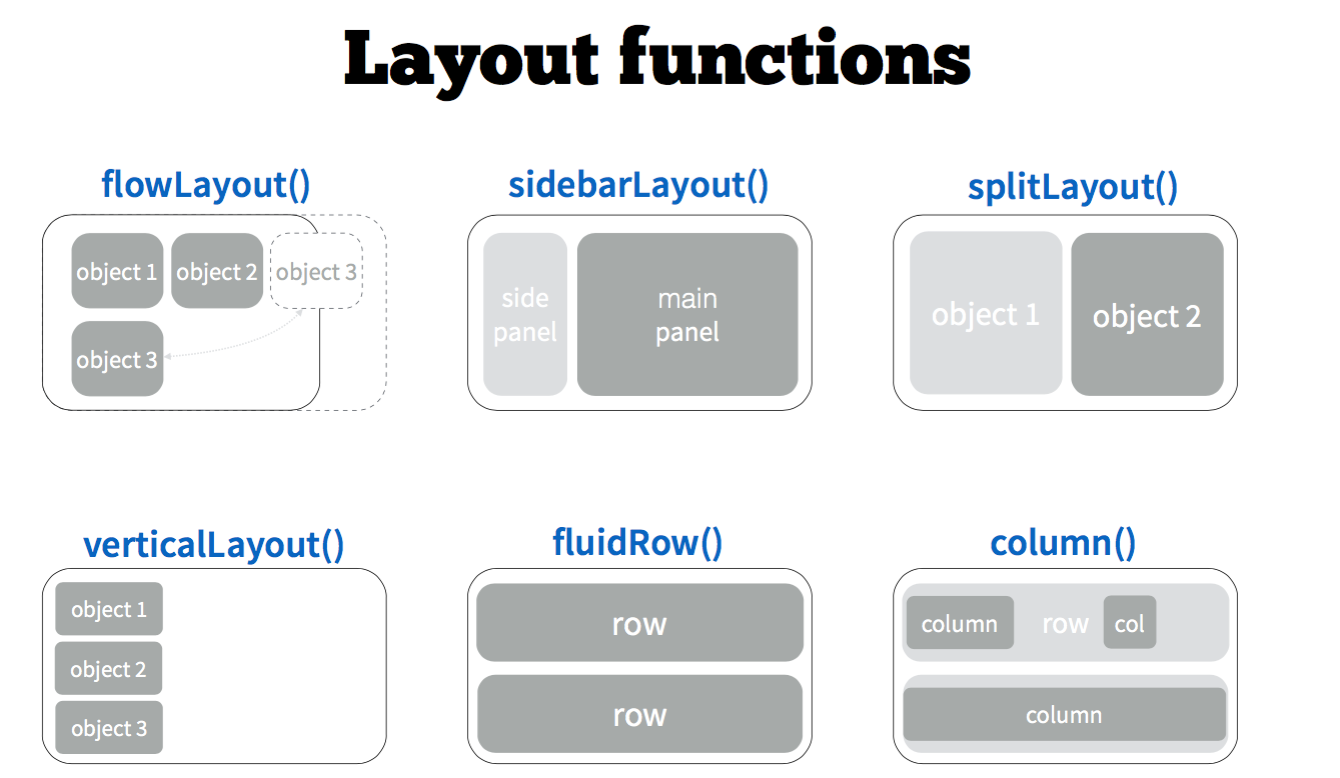 Layout functions
flowLayout()
object 1
object 2
object 3
object 3
sidebarLayout()
side
panel
main
panel
splitLayout()
object 1
object 2
verticalLayout()
object 1
object 2
object 3
fluidRow()
row
row
column()
column
row
col
column